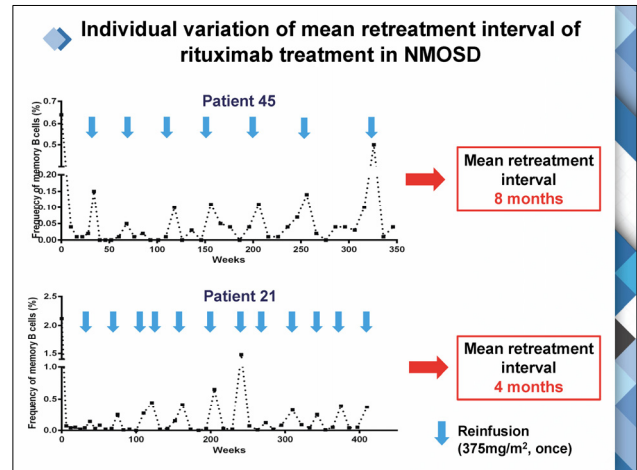 Individual variation of mean retreatment interval of
rituximab treatment in NMOSD
Patient 45
Frequency of memory B cells (%)
0.7
0.6
0.5
0.20
0.15
0.10
0.05
0.00
0
50
100
150
200
250
300
350
Weeks
Mean retreatment
interval
8 months
Patient 21
Frequency of memory B cells (%)
2.5
2.0
1.5
1.0
0.5
0.0
0
100
200
300
400
Weeks
Mean retreatment
interval
4 months
Reinfusion
(375mg/m², once)